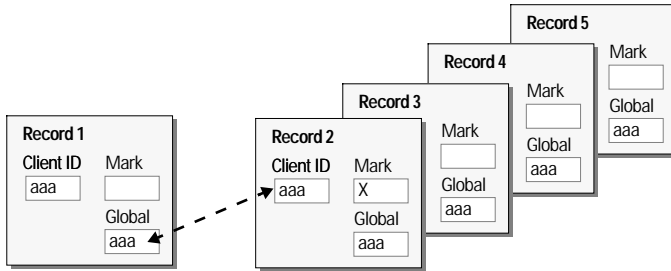 Record 1
Client ID Mark
aaa
Global
aaa
Record 2
Client ID Mark
aaa X
Global
aaa
Record 3
Mark
Global
aaa
Record 4
Mark
Global
aaa
Record 5
Mark
Global
aaa